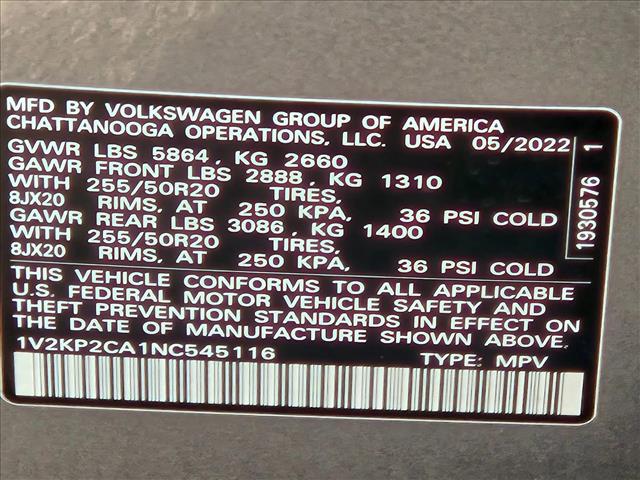 MFD BY VOLKSWAGEN GROUP OF AMERICA
CHATTANOOGA OPERATIONS, LLC. USA 05/2022
GVWR LBS 5864, KG 2660
GAWR FRONT LBS 2888, KG 1310
WITH 255/50R20 TIRES,
8JX20 RIMS, AT 250 KPA, 36 PSI COLD
GAWR REAR LBS 3086, KG 1400
WITH 255/50R20 TIRES,
8JX20 RIMS, AT 250 KPA, 36 PSI COLD
THIS VEHICLE CONFORMS TO ALL APPLICABLE
U.S. FEDERAL MOTOR VEHICLE SAFETY AND
THEFT PREVENTION STANDARDS IN EFFECT ON
THE DATE OF MANUFACTURE SHOWN ABOVE.
1V2KP2CA1NC545116 TYPE: MPV
1930576 1